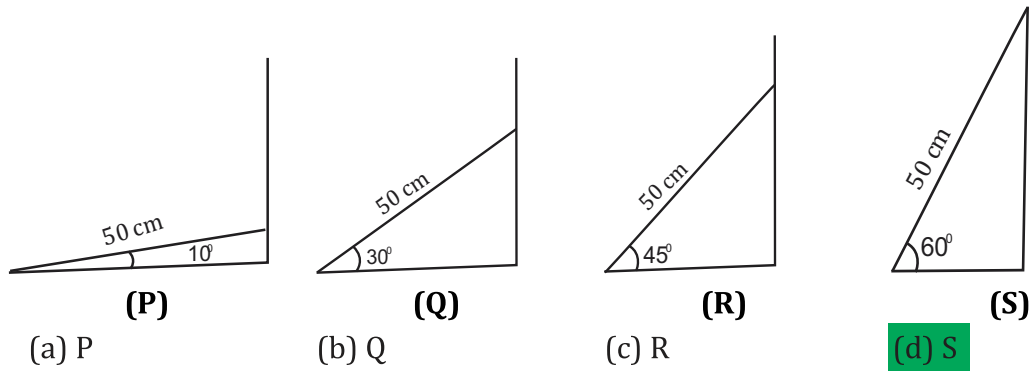 50 cm
10⁰
(P)
50 cm
30⁰
(Q)
50 cm
45⁰
(R)
50 cm
60⁰
(S)
(a) P
(b) Q
(c) R
(d) S